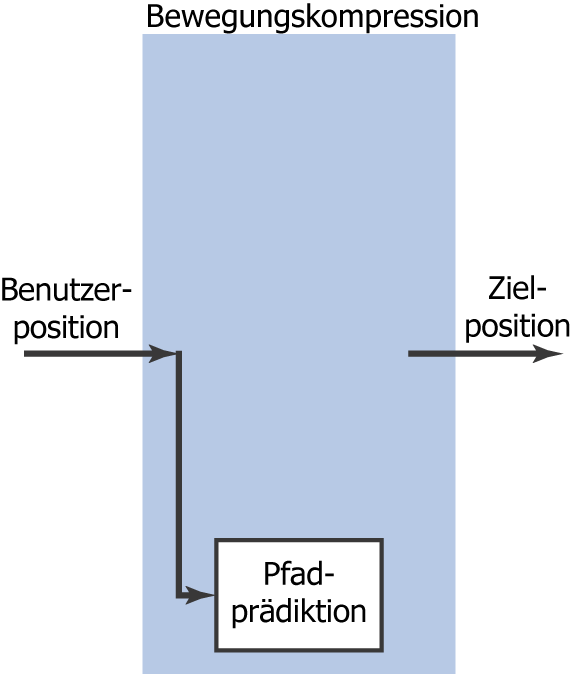 Bewegungskompression
Benutzer-
position
Ziel-
position
Pfad-
prädiktion